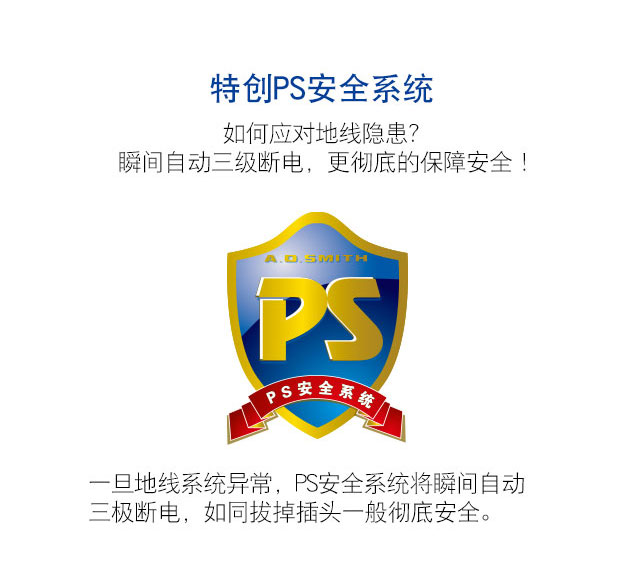 特创PS安全系统
如何应对地线隐患?
瞬间自动三级断电，更彻底的保障安全！
A.O.SMITH
PS
PS安全系统
一旦地线系统异常，PS安全系统将瞬间自动
三极断电，如同拔掉插头一般彻底安全。